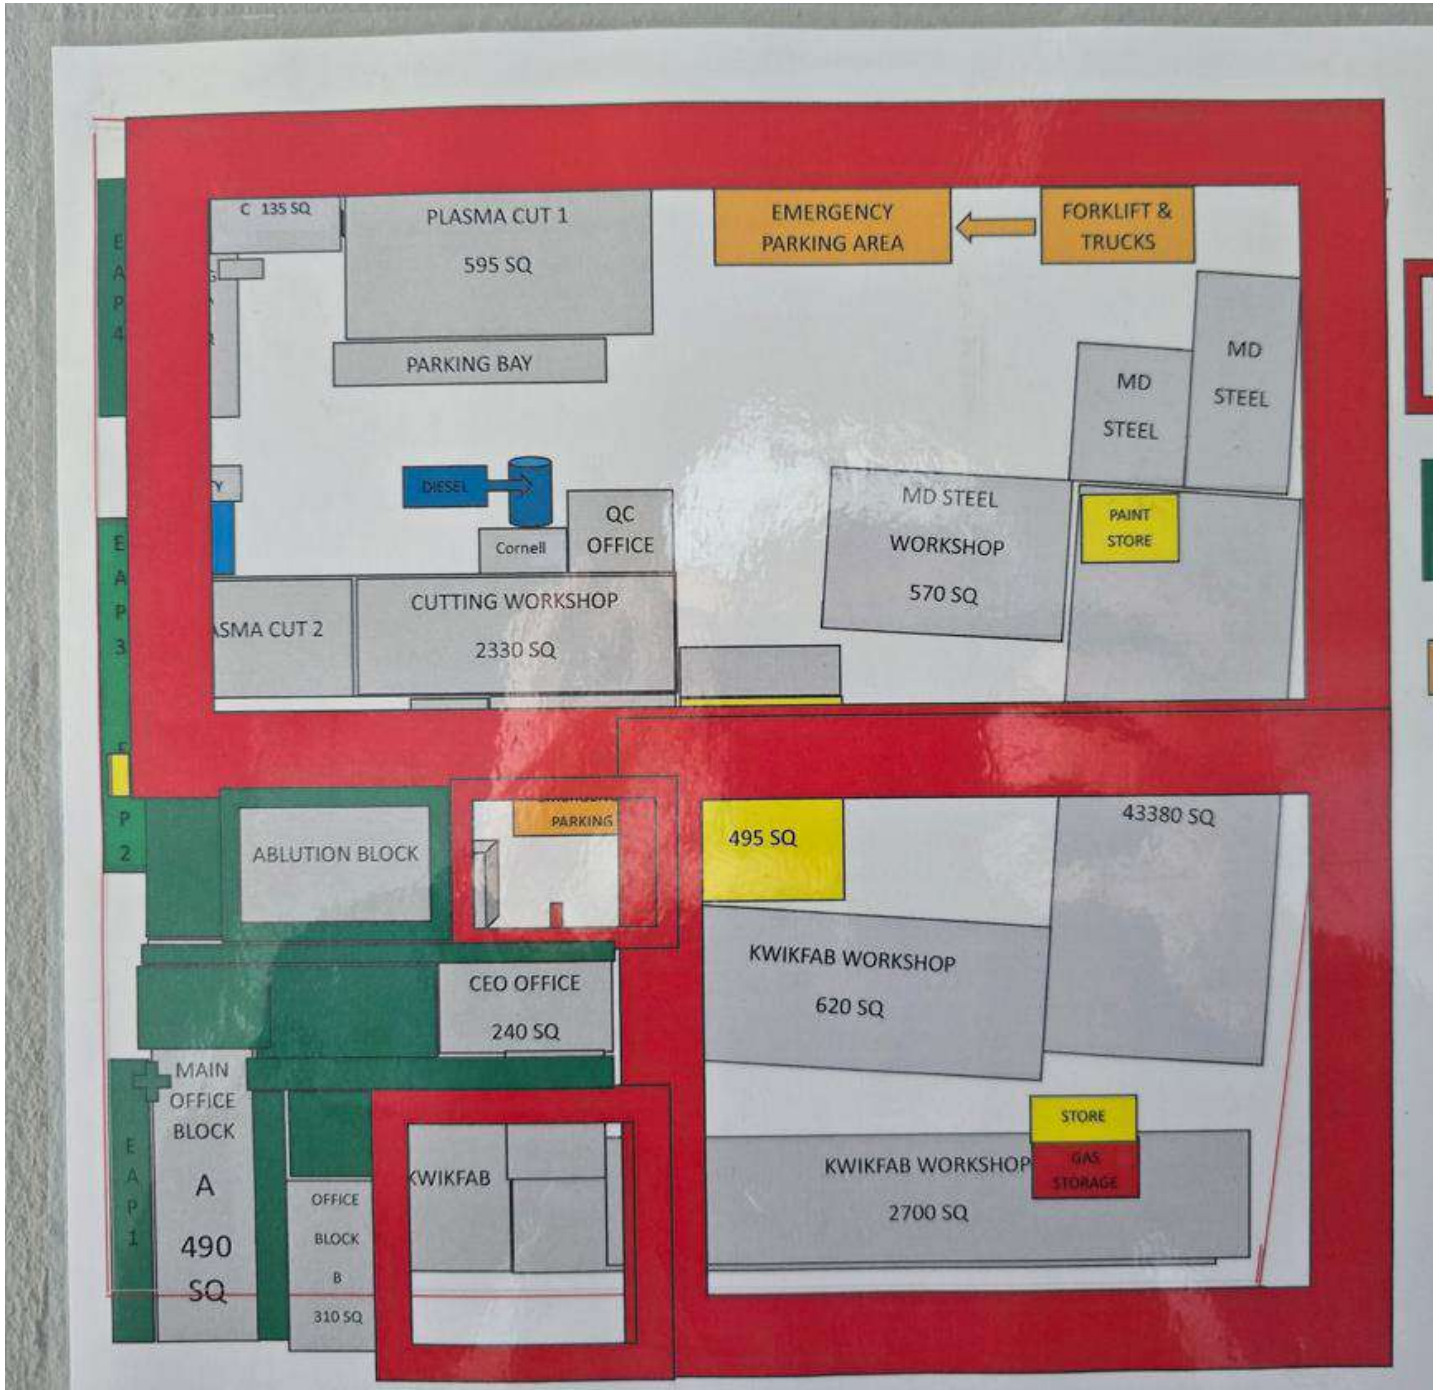 C 135 SQ
PLASMA CUT 1
595 SQ
EMERGENCY
PARKING AREA
FORKLIFT &
TRUCKS
E
A
P
4
PARKING BAY
MD
STEEL
MD
STEEL
DIESEL
QC
OFFICE
Cornell
MD STEEL
WORKSHOP
570 SQ
PAINT
STORE
E
A
P
3
ASMA CUT 2
CUTTING WORKSHOP
2330 SQ
P
2
ABLUTION BLOCK
PARKING
495 SQ
43380 SQ
KWIKFAB WORKSHOP
620 SQ
CEO OFFICE
240 SQ
MAIN
OFFICE
BLOCK
A
490
SQ
E
A
P
1
OFFICE
BLOCK
B
310 SQ
KWIKFAB
STORE
GAS
STORAGE
KWIKFAB WORKSHOP
2700 SQ